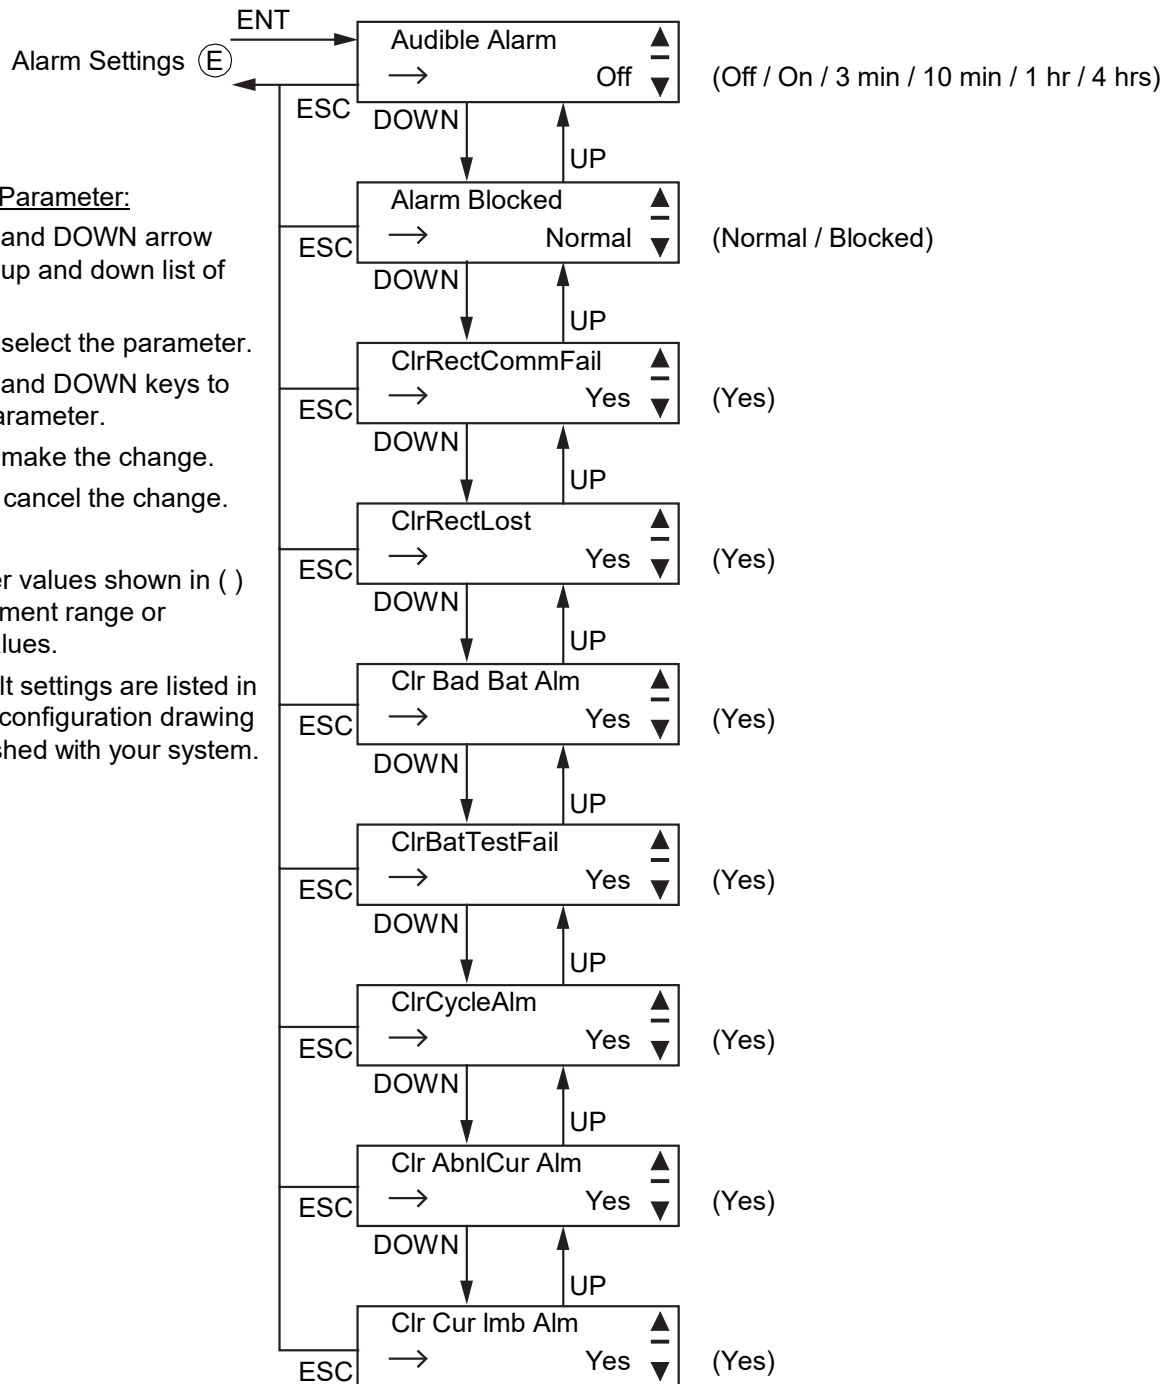 ENT
Alarm Settings E
Audible Alarm
→ Off
(Off / On / 3 min / 10 min / 1 hr / 4 hrs)
ESC
DOWN
UP
Parameter:
and DOWN arrow
up and down list of
select the parameter.
and DOWN keys to
arameter.
make the change.
cancel the change.
er values shown in ( )
ment range or
lues.
lt settings are listed in
configuration drawing
shed with your system.
Alarm Blocked
→ Normal
(Normal / Blocked)
ESC
DOWN
UP
ClrRectCommFail
→ Yes
(Yes)
ESC
DOWN
UP
ClrRectLost
→ Yes
(Yes)
ESC
DOWN
UP
Clr Bad Bat Alm
→ Yes
(Yes)
ESC
DOWN
UP
ClrBatTestFail
→ Yes
(Yes)
ESC
DOWN
UP
ClrCycleAlm
→ Yes
(Yes)
ESC
DOWN
UP
Clr AbnlCur Alm
→ Yes
(Yes)
ESC
DOWN
UP
Clr Cur Imb Alm
→ Yes
(Yes)
ESC